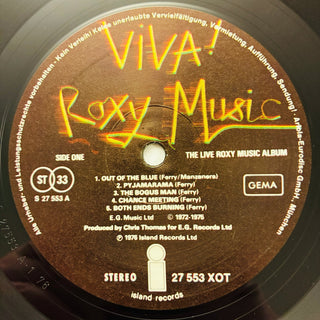 Alle Urheber und Leistungsschutzrechte vorbehalten · Kein Verleih! Keine unerlaubte Vervielfältigung, Vermietung, Aufführung, Sendung! Ariola-Eurodisc GmbH, München
ViVA!
Roxy Music
SIDE ONE
THE LIVE ROXY MUSIC ALBUM
ST 33
S 27 553 A
GEMA
1. OUT OF THE BLUE (Ferry/Manzanera)
2. PYJAMARAMA (Ferry)
3. THE BOGUS MAN (Ferry)
4. CHANCE MEETING (Ferry)
5. BOTH ENDS BURNING (Ferry)
E.G. Music Ltd Ⓟ 1972-1975
Produced by Chris Thomas for E.G. Records Ltd
Ⓟ 1976 Island Records Ltd
STEREO
i
27 553 XOT
island records